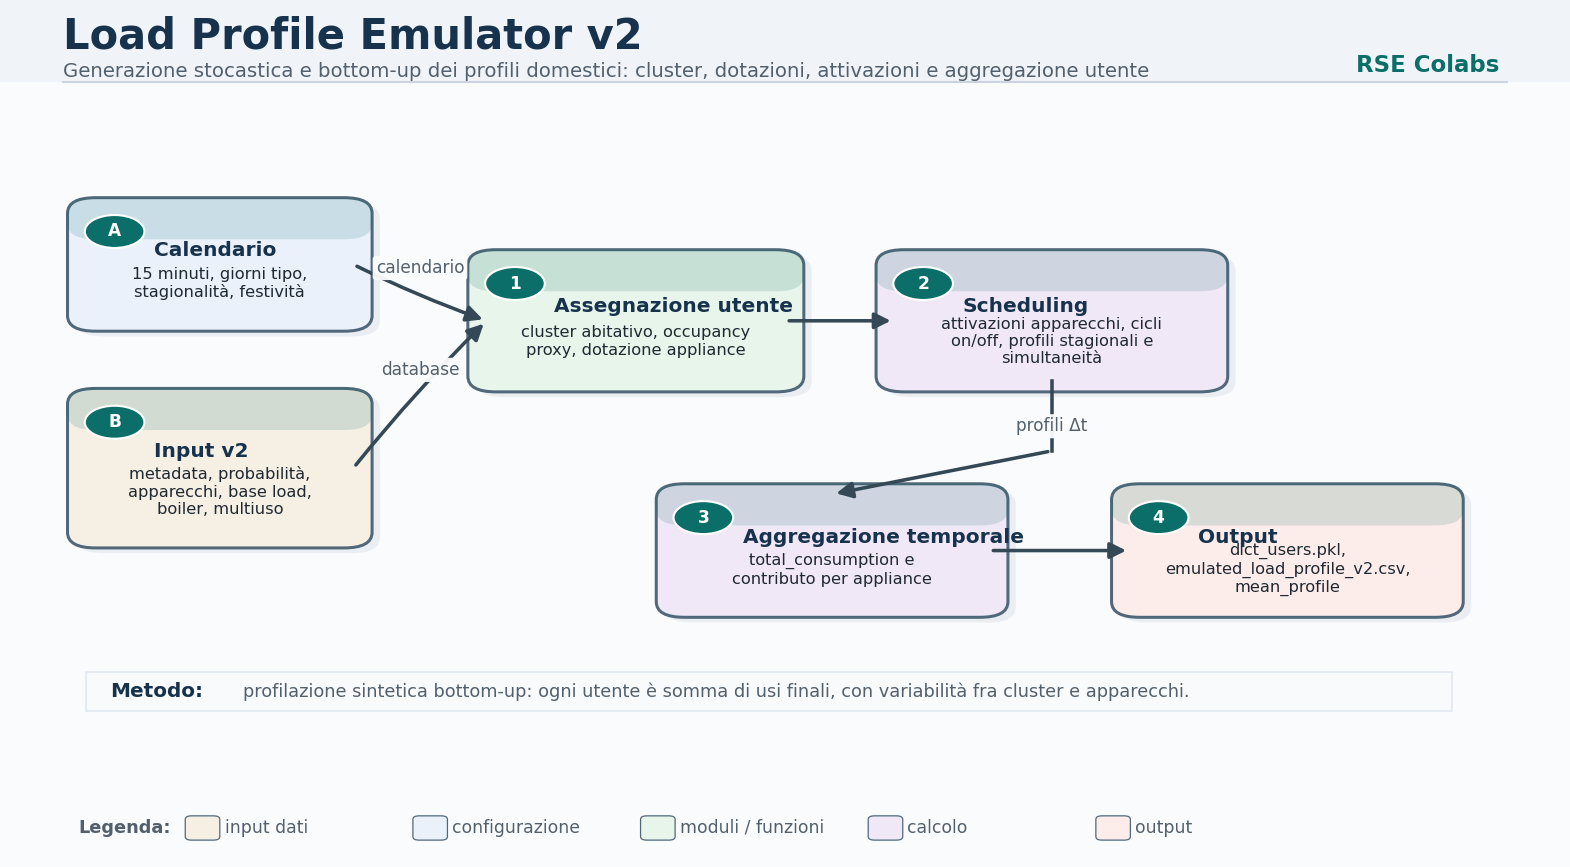 Load Profile Emulator v2
Generazione stocastica e bottom-up dei profili domestici: cluster, dotazioni, attivazioni e aggregazione utente
RSE Colabs
A
Calendario
15 minuti, giorni tipo,
stagionalità, festività
calendario
B
Input v2
metadata, probabilità,
apparecchi, base load,
boiler, multiuso
database
1
Assegnazione utente
cluster abitativo, occupancy
proxy, dotazione appliance
2
Scheduling
attivazioni apparecchi, cicli
on/off, profili stagionali e
simultaneità
profili Δt
3
Aggregazione temporale
total_consumption e
contributo per appliance
4
Output
dict_users.pkl,
emulated_load_profile_v2.csv,
mean_profile
Metodo: profilazione sintetica bottom-up: ogni utente è somma di usi finali, con variabilità fra cluster e apparecchi.
Legenda: input dati configurazione moduli / funzioni calcolo output